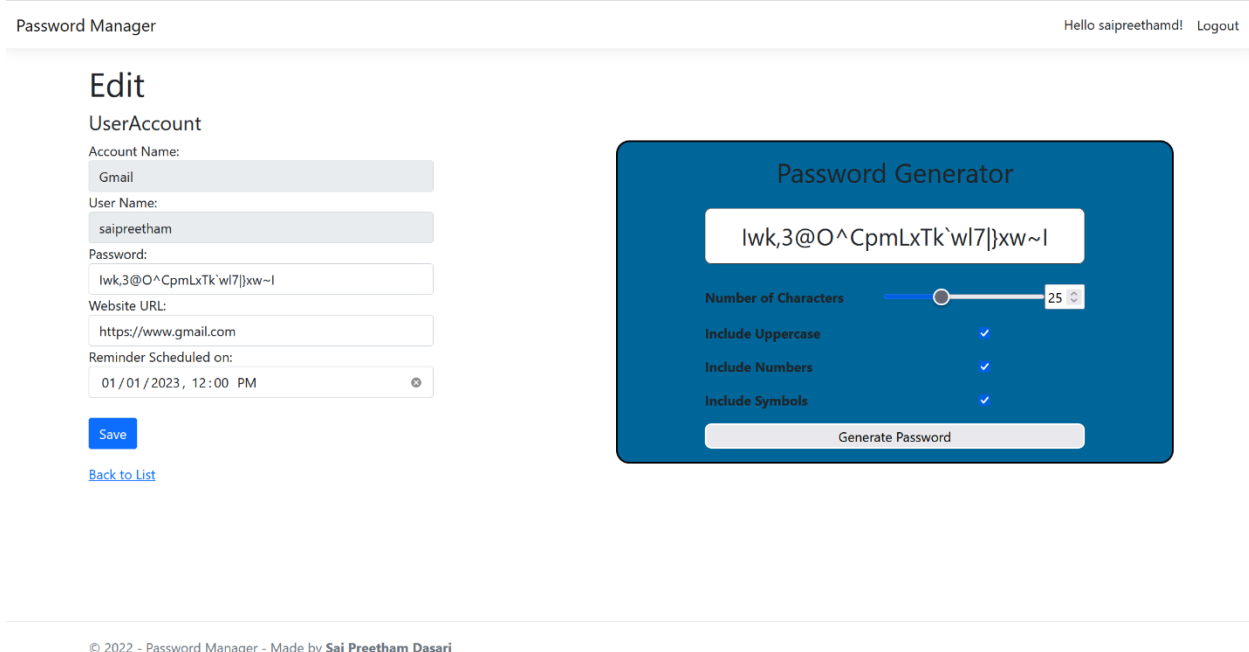 Password Manager
Hello saipreethamd! Logout
Edit
UserAccount
Account Name:
Gmail
User Name:
saipreetham
Password:
Iwk,3@O^CpmLxTk`wl7|}xw~I
Website URL:
https://www.gmail.com
Reminder Scheduled on:
01/01/2023, 12:00 PM
Save
Back to List
Password Generator
Iwk,3@O^CpmLxTk`wl7|}xw~I
Number of Characters 25
Include Uppercase
Include Numbers
Include Symbols
Generate Password
© 2022 - Password Manager - Made by Sai Preetham Dasari